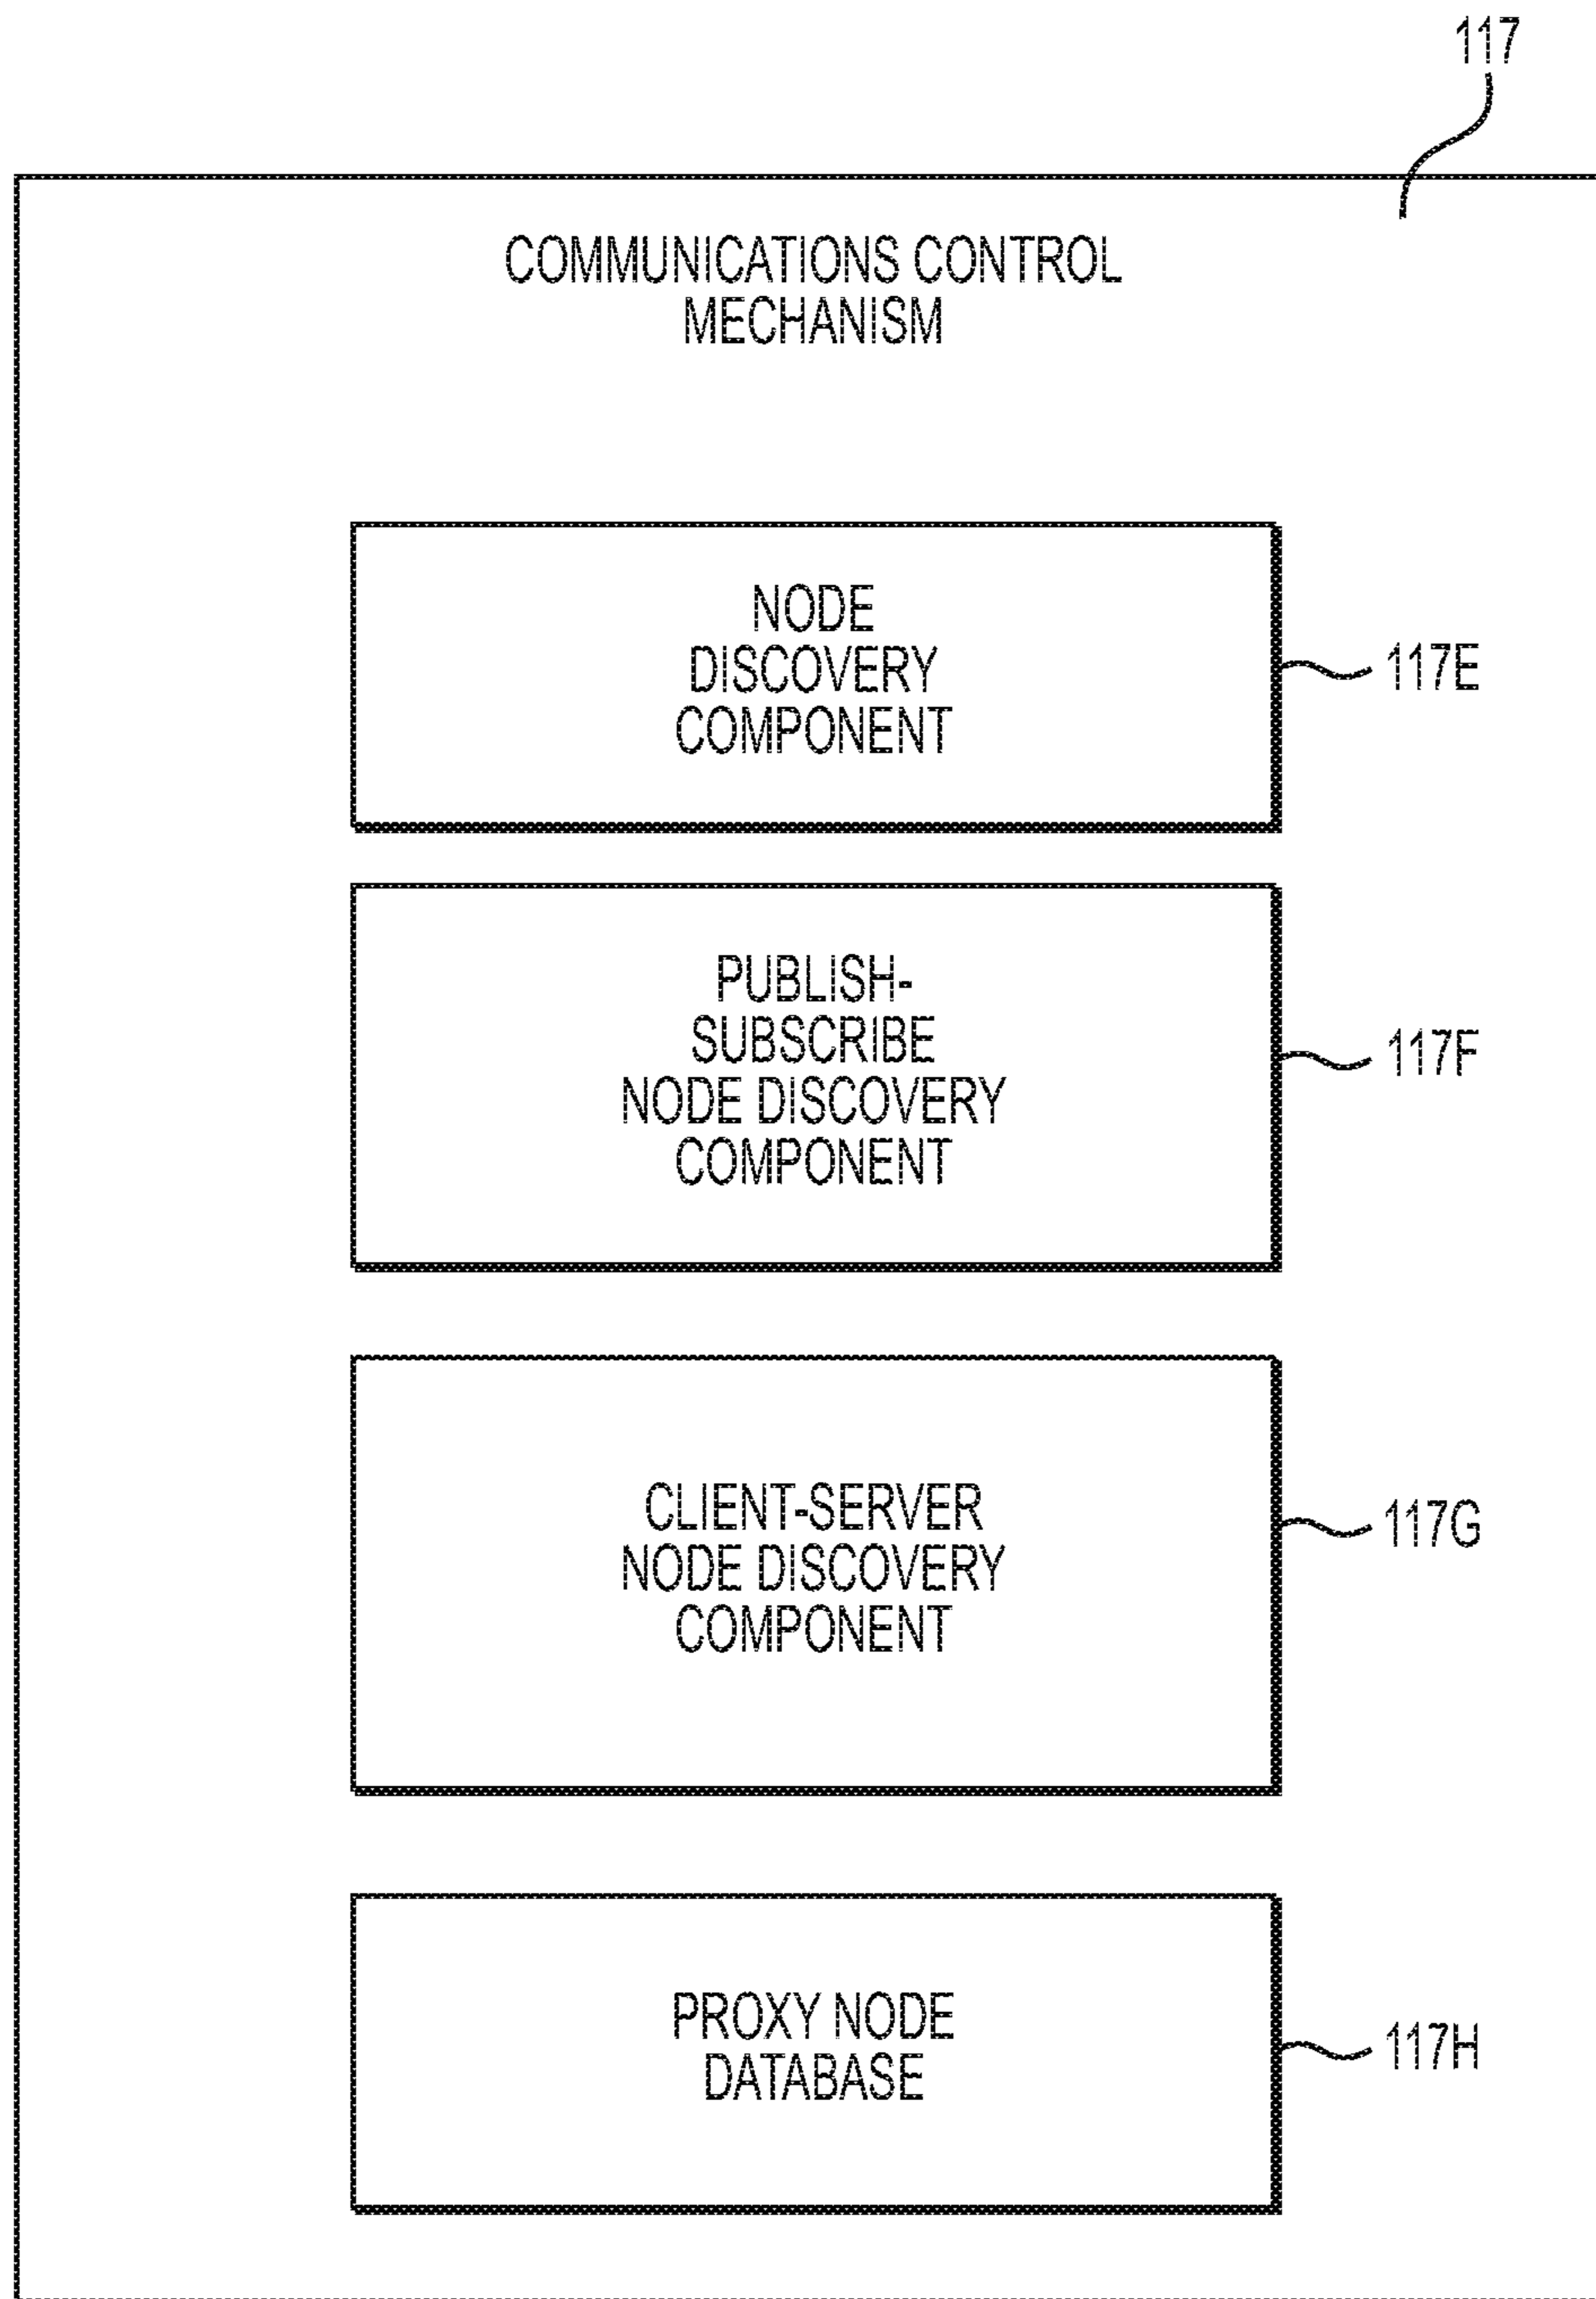 117
COMMUNICATIONS CONTROL
MECHANISM
NODE
DISCOVERY
COMPONENT
117E
PUBLISH-
SUBSCRIBE
NODE DISCOVERY
COMPONENT
117F
CLIENT-SERVER
NODE DISCOVERY
COMPONENT
117G
PROXY NODE
DATABASE
117H